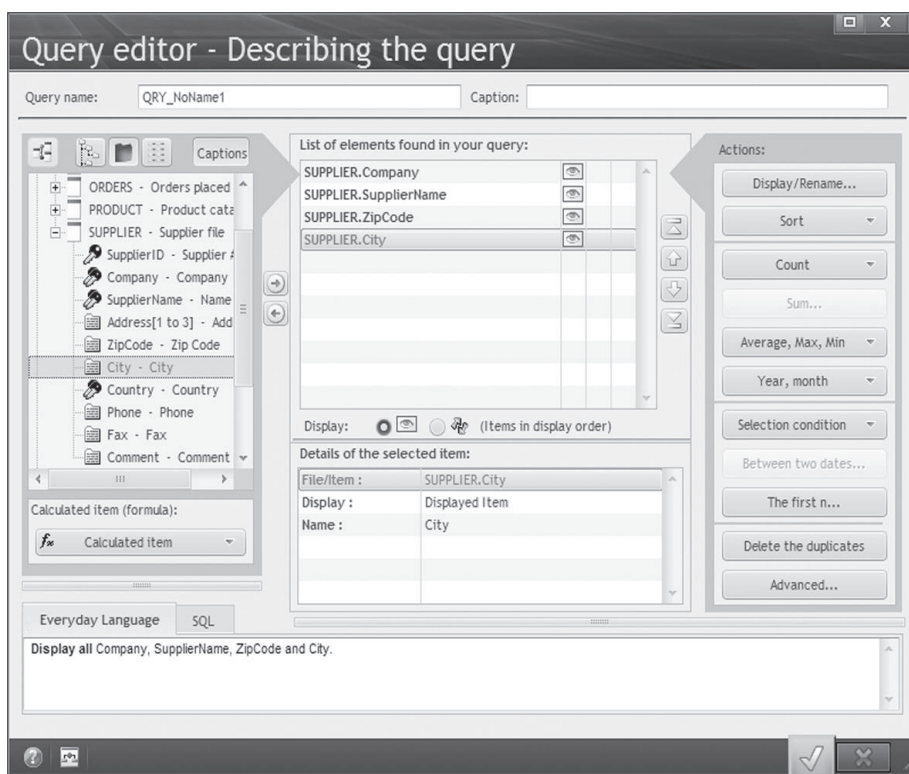 Query editor - Describing the query
Query name: QRY_NoName1 Caption:
Captions
ORDERS - Orders placed
PRODUCT - Product cata
SUPPLIER - Supplier file
SupplierID - Supplier
Company - Company
SupplierName - Name
Address[1 to 3] - Add
ZipCode - Zip Code
City - City
Country - Country
Phone - Phone
Fax - Fax
Comment - Comment
Calculated item (formula):
fx Calculated item
List of elements found in your query:
SUPPLIER.Company
SUPPLIER.SupplierName
SUPPLIER.ZipCode
SUPPLIER.City
Display: (Items in display order)
Details of the selected item:
File/Item : SUPPLIER.City
Display : Displayed Item
Name : City
Actions:
Display/Rename...
Sort
Count
Sum...
Average, Max, Min
Year, month
Selection condition
Between two dates...
The first n...
Delete the duplicates
Advanced...
Everyday Language SQL
Display all Company, SupplierName, ZipCode and City.